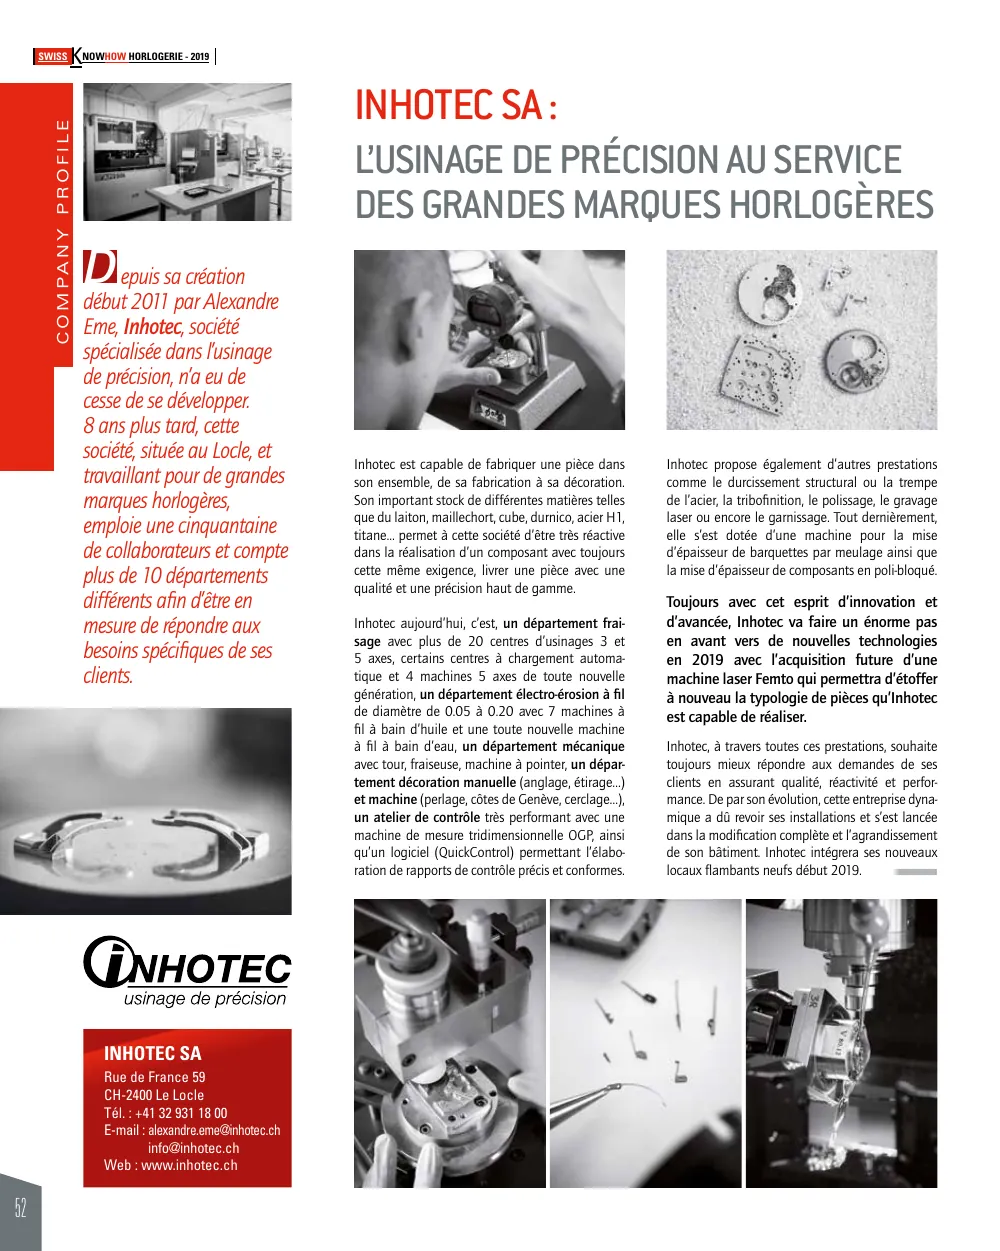 SWISS KNOWHOW HORLOGERIE - 2019
COMPANY PROFILE
INHOTEC SA :
L’USINAGE DE PRÉCISION AU SERVICE
DES GRANDES MARQUES HORLOGÈRES
Depuis sa création
début 2011 par Alexandre
Eme, Inhotec, société
spécialisée dans l’usinage
de précision, n’a eu de
cesse de se développer.
8 ans plus tard, cette
société, située au Locle, et
travaillant pour de grandes
marques horlogères,
emploie une cinquantaine
de collaborateurs et compte
plus de 10 départements
différents afin d’être en
mesure de répondre aux
besoins spécifiques de ses
clients.
INHOTEC
usinage de précision
INHOTEC SA
Rue de France 59
CH-2400 Le Locle
Tél. : +41 32 931 18 00
E-mail : alexandre.eme@inhotec.ch
info@inhotec.ch
Web : www.inhotec.ch
Inhotec est capable de fabriquer une pièce dans
son ensemble, de sa fabrication à sa décoration.
Son important stock de différentes matières telles
que du laiton, maillechort, cube, durnico, acier H1,
titane... permet à cette société d’être très réactive
dans la réalisation d’un composant avec toujours
cette même exigence, livrer une pièce avec une
qualité et une précision haut de gamme.
Inhotec aujourd’hui, c’est, un département frai-
sage avec plus de 20 centres d’usinages 3 et
5 axes, certains centres à chargement automa-
tique et 4 machines 5 axes de toute nouvelle
génération, un département électro-érosion à fil
de diamètre de 0.05 à 0.20 avec 7 machines à
fil à bain d’huile et une toute nouvelle machine
à fil à bain d’eau, un département mécanique
avec tour, fraiseuse, machine à pointer, un dépar-
tement décoration manuelle (anglage, étirage...)
et machine (perlage, côtes de Genève, cerclage...),
un atelier de contrôle très performant avec une
machine de mesure tridimensionnelle OGP, ainsi
qu’un logiciel (QuickControl) permettant l’élabo-
ration de rapports de contrôle précis et conformes.
Inhotec propose également d’autres prestations
comme le durcissement structural ou la trempe
de l’acier, la tribofinition, le polissage, le gravage
laser ou encore le garnissage. Tout dernièrement,
elle s’est dotée d’une machine pour la mise
d’épaisseur de barquettes par meulage ainsi que
la mise d’épaisseur de composants en poli-bloqué.
Toujours avec cet esprit d’innovation et
d’avancée, Inhotec va faire un énorme pas
en avant vers de nouvelles technologies
en 2019 avec l’acquisition future d’une
machine laser Femto qui permettra d’étoffer
à nouveau la typologie de pièces qu’Inhotec
est capable de réaliser.
Inhotec, à travers toutes ces prestations, souhaite
toujours mieux répondre aux demandes de ses
clients en assurant qualité, réactivité et perfor-
mance. De par son évolution, cette entreprise dyna-
mique a dû revoir ses installations et s’est lancée
dans la modification complète et l’agrandissement
de son bâtiment. Inhotec intégrera ses nouveaux
locaux flambants neufs début 2019.
3R
52